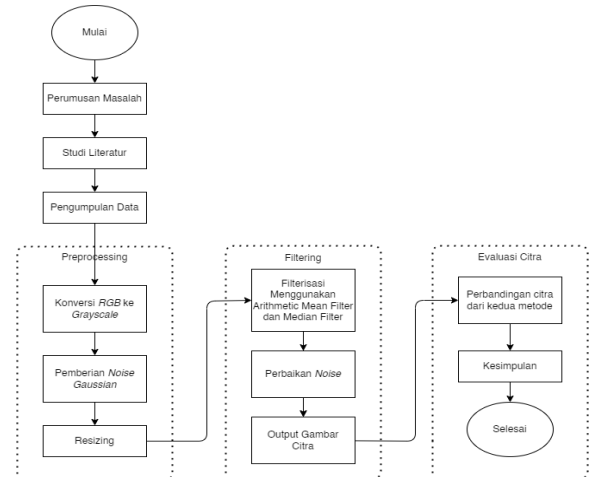 Mulai
Perumusan Masalah
Studi Literatur
Pengumpulan Data
Preprocessing
Konversi RGB ke
Grayscale
Pemberian Noise
Gaussian
Resizing
Filtering
Filterisasi
Menggunakan
Arithmetic Mean Filter
dan Median Filter
Perbaikan Noise
Output Gambar
Citra
Evaluasi Citra
Perbandingan citra
dari kedua metode
Kesimpulan
Selesai